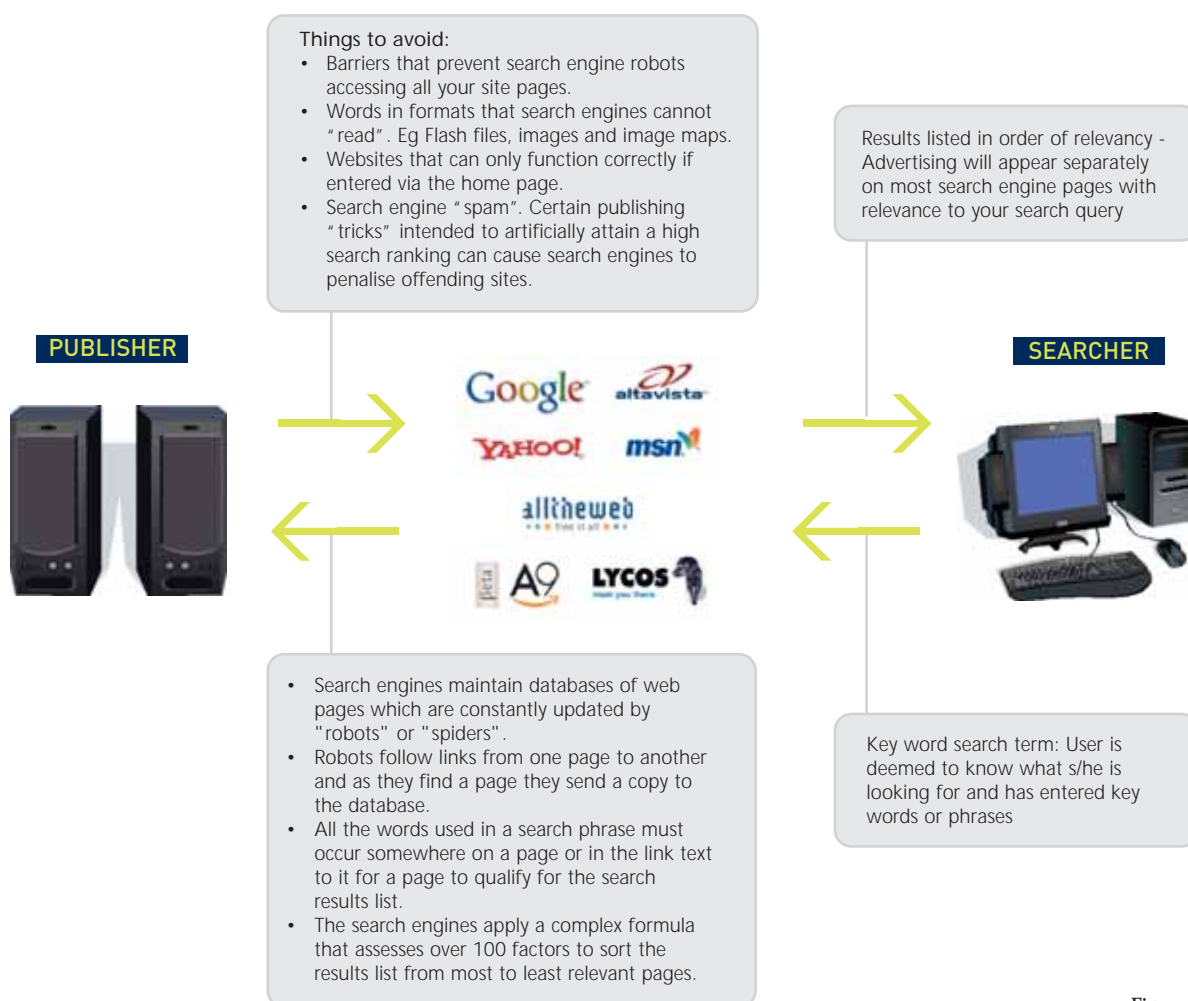 Things to avoid:
• Barriers that prevent search engine robots
accessing all your site pages.
• Words in formats that search engines cannot
"read". Eg Flash files, images and image maps.
• Websites that can only function correctly if
entered via the home page.
• Search engine "spam". Certain publishing
"tricks" intended to artificially attain a high
search ranking can cause search engines to
penalise offending sites.
Results listed in order of relevancy -
Advertising will appear separately
on most search engine pages with
relevance to your search query
PUBLISHER
SEARCHER
Google altavista
YAHOO! msn
alltheweb
find it all
beta A9 LYCOS
• Search engines maintain databases of web
pages which are constantly updated by
"robots" or "spiders".
• Robots follow links from one page to another
and as they find a page they send a copy to
the database.
• All the words used in a search phrase must
occur somewhere on a page or in the link text
to it for a page to qualify for the search
results list.
• The search engines apply a complex formula
that assesses over 100 factors to sort the
results list from most to least relevant pages.
Key word search term: User is
deemed to know what s/he is
looking for and has entered key
words or phrases